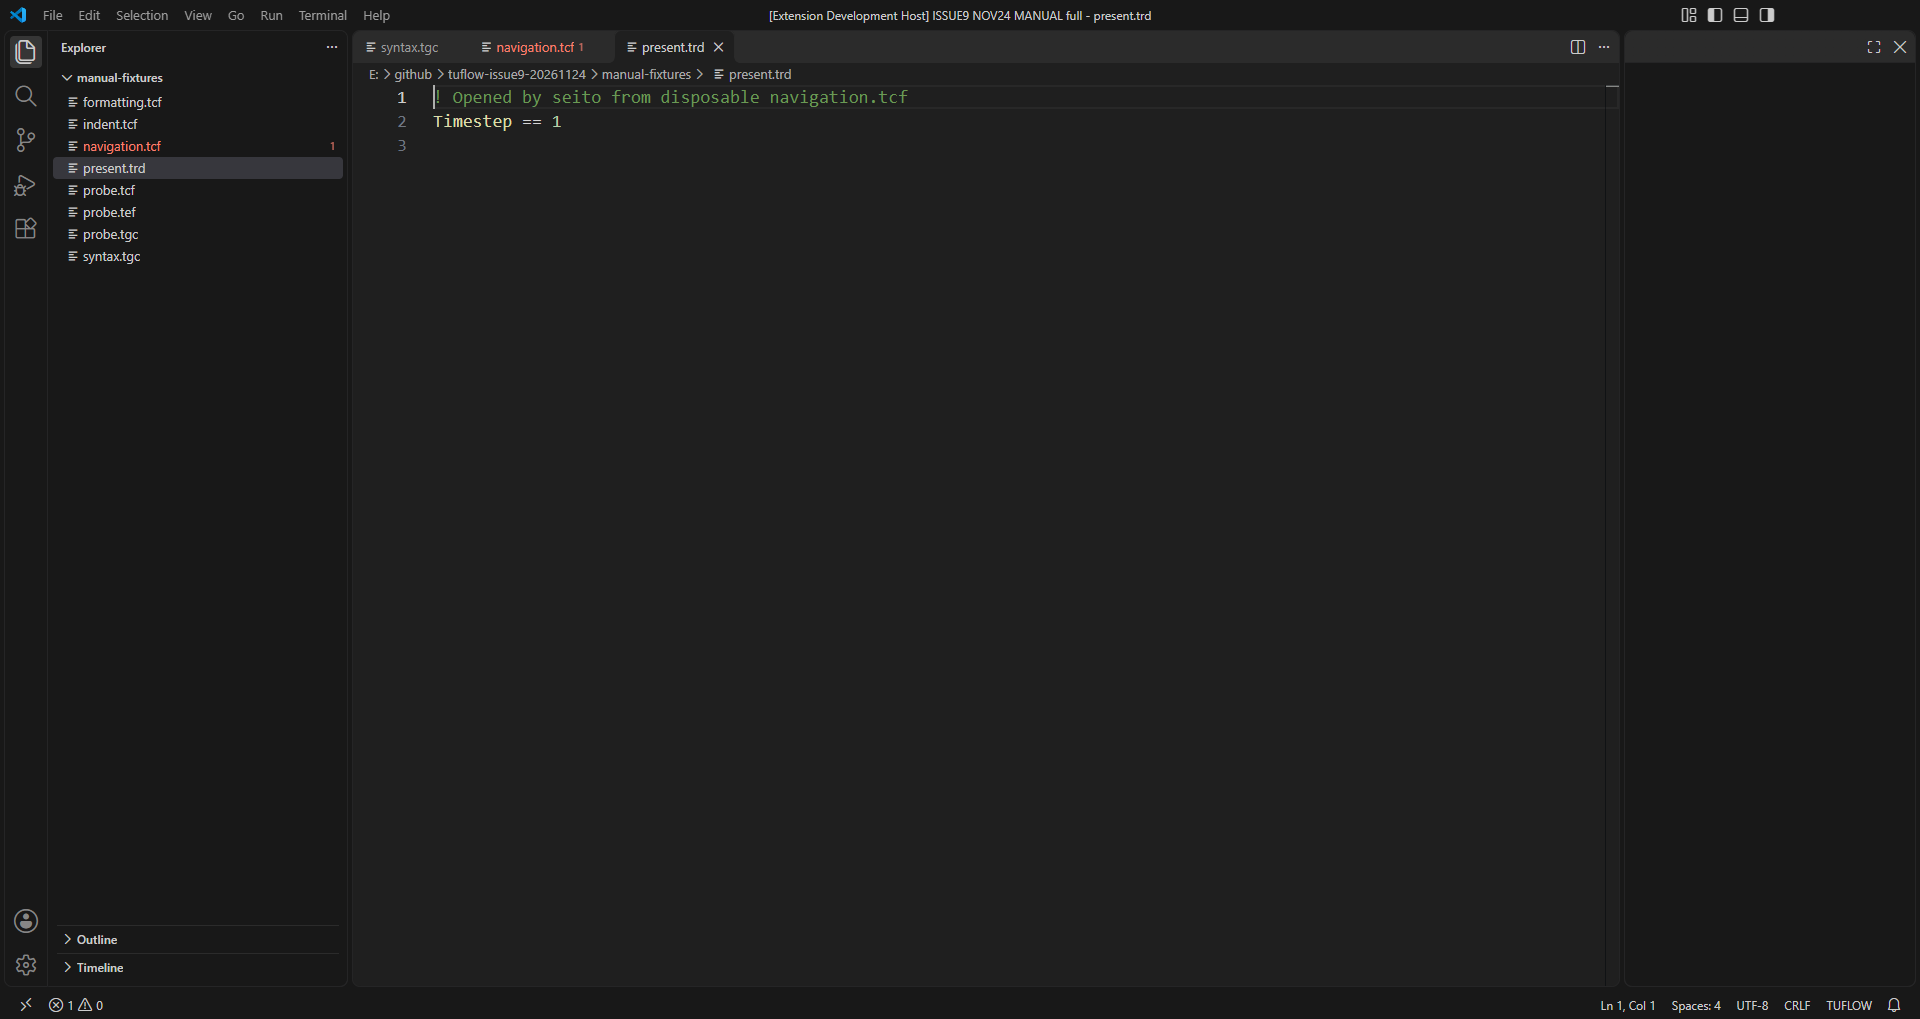 File Edit Selection View Go Run Terminal Help
[Extension Development Host] ISSUE9 NOV24 MANUAL full - present.trd
Explorer
manual-fixtures
formatting.tcf
indent.tcf
navigation.tcf 1
present.trd
probe.tcf
probe.tef
probe.tgc
syntax.tgc
Outline
Timeline
syntax.tgc
navigation.tcf 1
present.trd
E: > github > tuflow-issue9-20261124 > manual-fixtures > present.trd
1 ! Opened by seito from disposable navigation.tcf
2 Timestep == 1
3
1 0
Ln 1, Col 1 Spaces: 4 UTF-8 CRLF TUFLOW